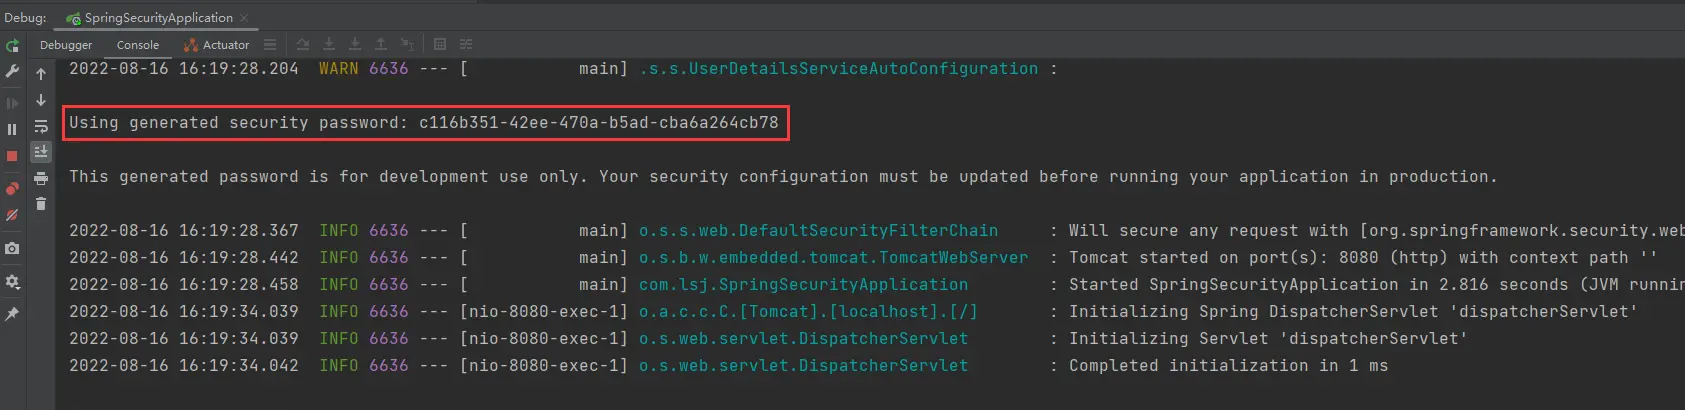 Debug: SpringSecurityApplication
Debugger Console Actuator
2022-08-16 16:19:28.204  WARN 6636 --- [           main] .s.s.UserDetailsServiceAutoConfiguration :
Using generated security password: c116b351-42ee-470a-b5ad-cba6a264cb78
This generated password is for development use only. Your security configuration must be updated before running your application in production.
2022-08-16 16:19:28.367  INFO 6636 --- [           main] o.s.s.web.DefaultSecurityFilterChain     : Will secure any request with [org.springframework.security.web
2022-08-16 16:19:28.442  INFO 6636 --- [           main] o.s.b.w.embedded.tomcat.TomcatWebServer  : Tomcat started on port(s): 8080 (http) with context path ''
2022-08-16 16:19:28.458  INFO 6636 --- [           main] com.lsj.SpringSecurityApplication        : Started SpringSecurityApplication in 2.816 seconds (JVM runnin
2022-08-16 16:19:34.039  INFO 6636 --- [nio-8080-exec-1] o.a.c.c.C.[Tomcat].[localhost].[/]       : Initializing Spring DispatcherServlet 'dispatcherServlet'
2022-08-16 16:19:34.039  INFO 6636 --- [nio-8080-exec-1] o.s.web.servlet.DispatcherServlet        : Initializing Servlet 'dispatcherServlet'
2022-08-16 16:19:34.042  INFO 6636 --- [nio-8080-exec-1] o.s.web.servlet.DispatcherServlet        : Completed initialization in 1 ms